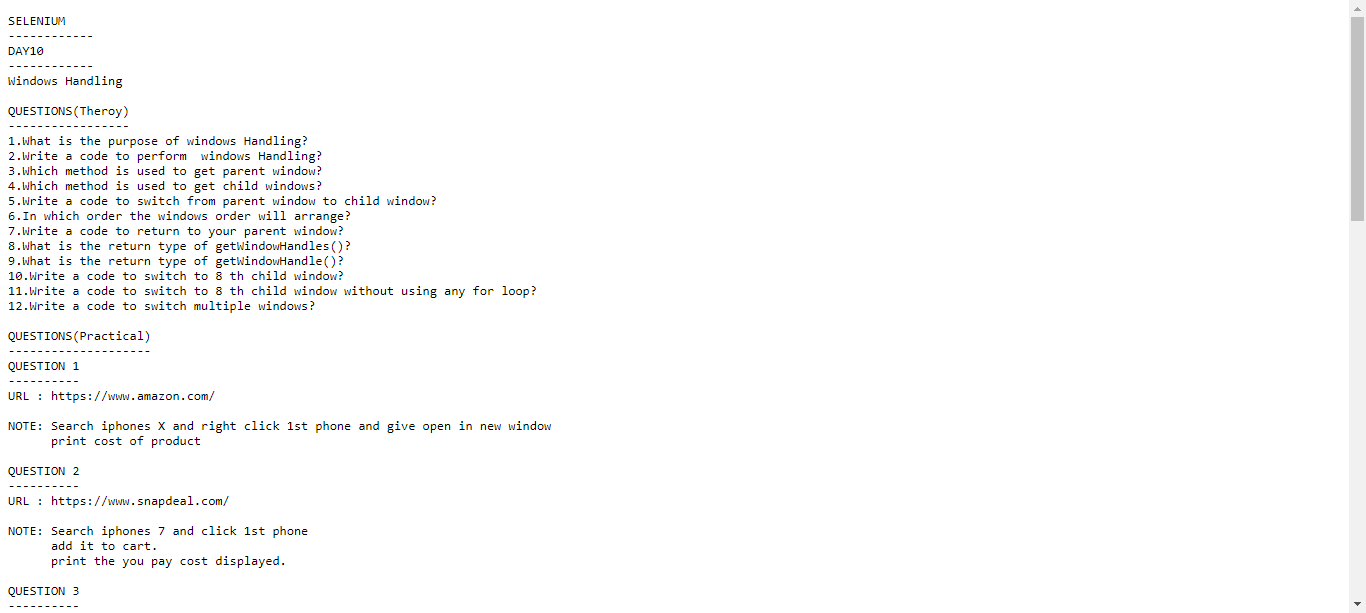 SELENIUM
------------
DAY10
------------
Windows Handling
QUESTIONS(Theroy)
-----------------
1.What is the purpose of windows Handling?
2.Write a code to perform  windows Handling?
3.Which method is used to get parent window?
4.Which method is used to get child windows?
5.Write a code to switch from parent window to child window?
6.In which order the windows order will arrange?
7.Write a code to return to your parent window?
8.What is the return type of getWindowHandles()?
9.What is the return type of getWindowHandle()?
10.Write a code to switch to 8 th child window?
11.Write a code to switch to 8 th child window without using any for loop?
12.Write a code to switch multiple windows?
QUESTIONS(Practical)
--------------------
QUESTION 1
----------
URL : https://www.amazon.com/
NOTE: Search iphones X and right click 1st phone and give open in new window
      print cost of product
QUESTION 2
----------
URL : https://www.snapdeal.com/
NOTE: Search iphones 7 and click 1st phone
      add it to cart.
      print the you pay cost displayed.
QUESTION 3
----------